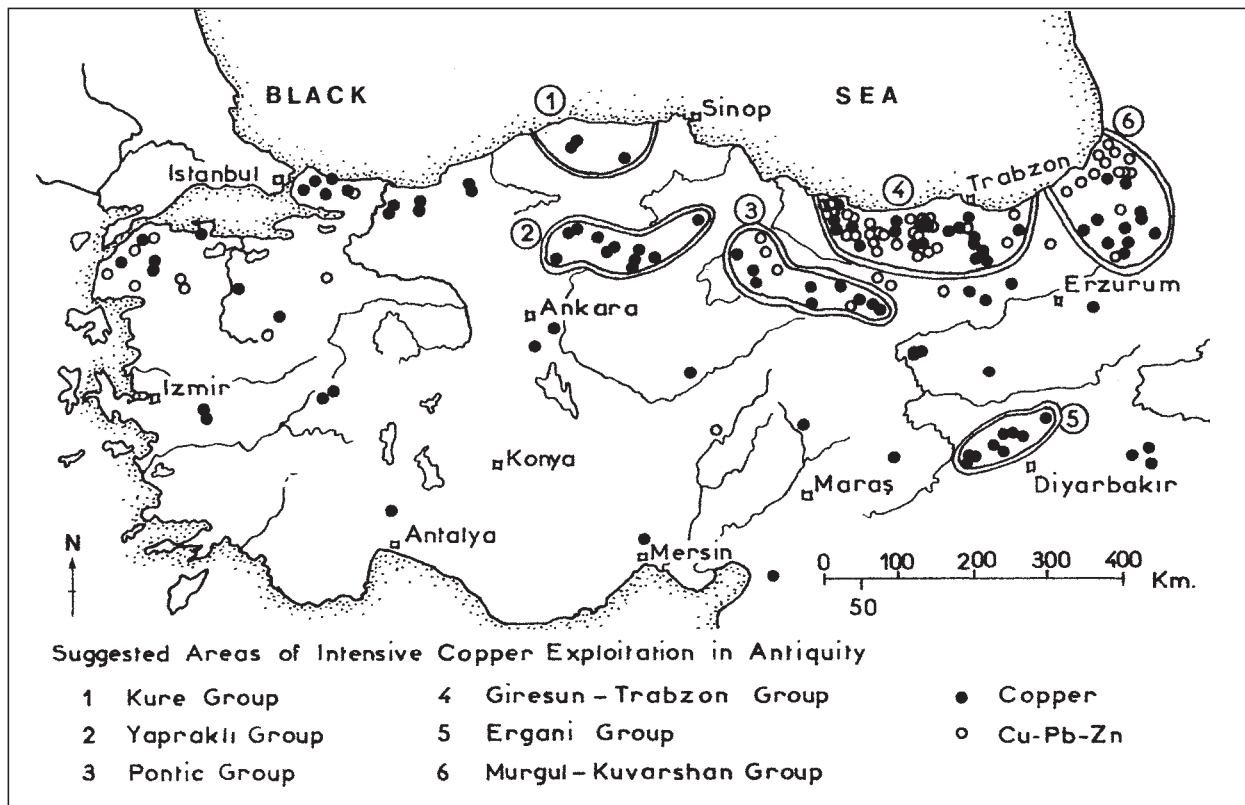 BLACK SEA
1
Sinop
6
Istanbul
4
Trabzon
3
2
Ankara
Erzurum
Izmir
5
Konya
Maraş
Diyarbakır
Antalya
N
Mersin
0 100 200 300 400
Km.
50
Suggested Areas of Intensive Copper Exploitation in Antiquity
1 Kure Group
2 Yapraklı Group
3 Pontic Group
4 Giresun-Trabzon Group
5 Ergani Group
6 Murgul-Kuvarshan Group
Copper
Cu-Pb-Zn